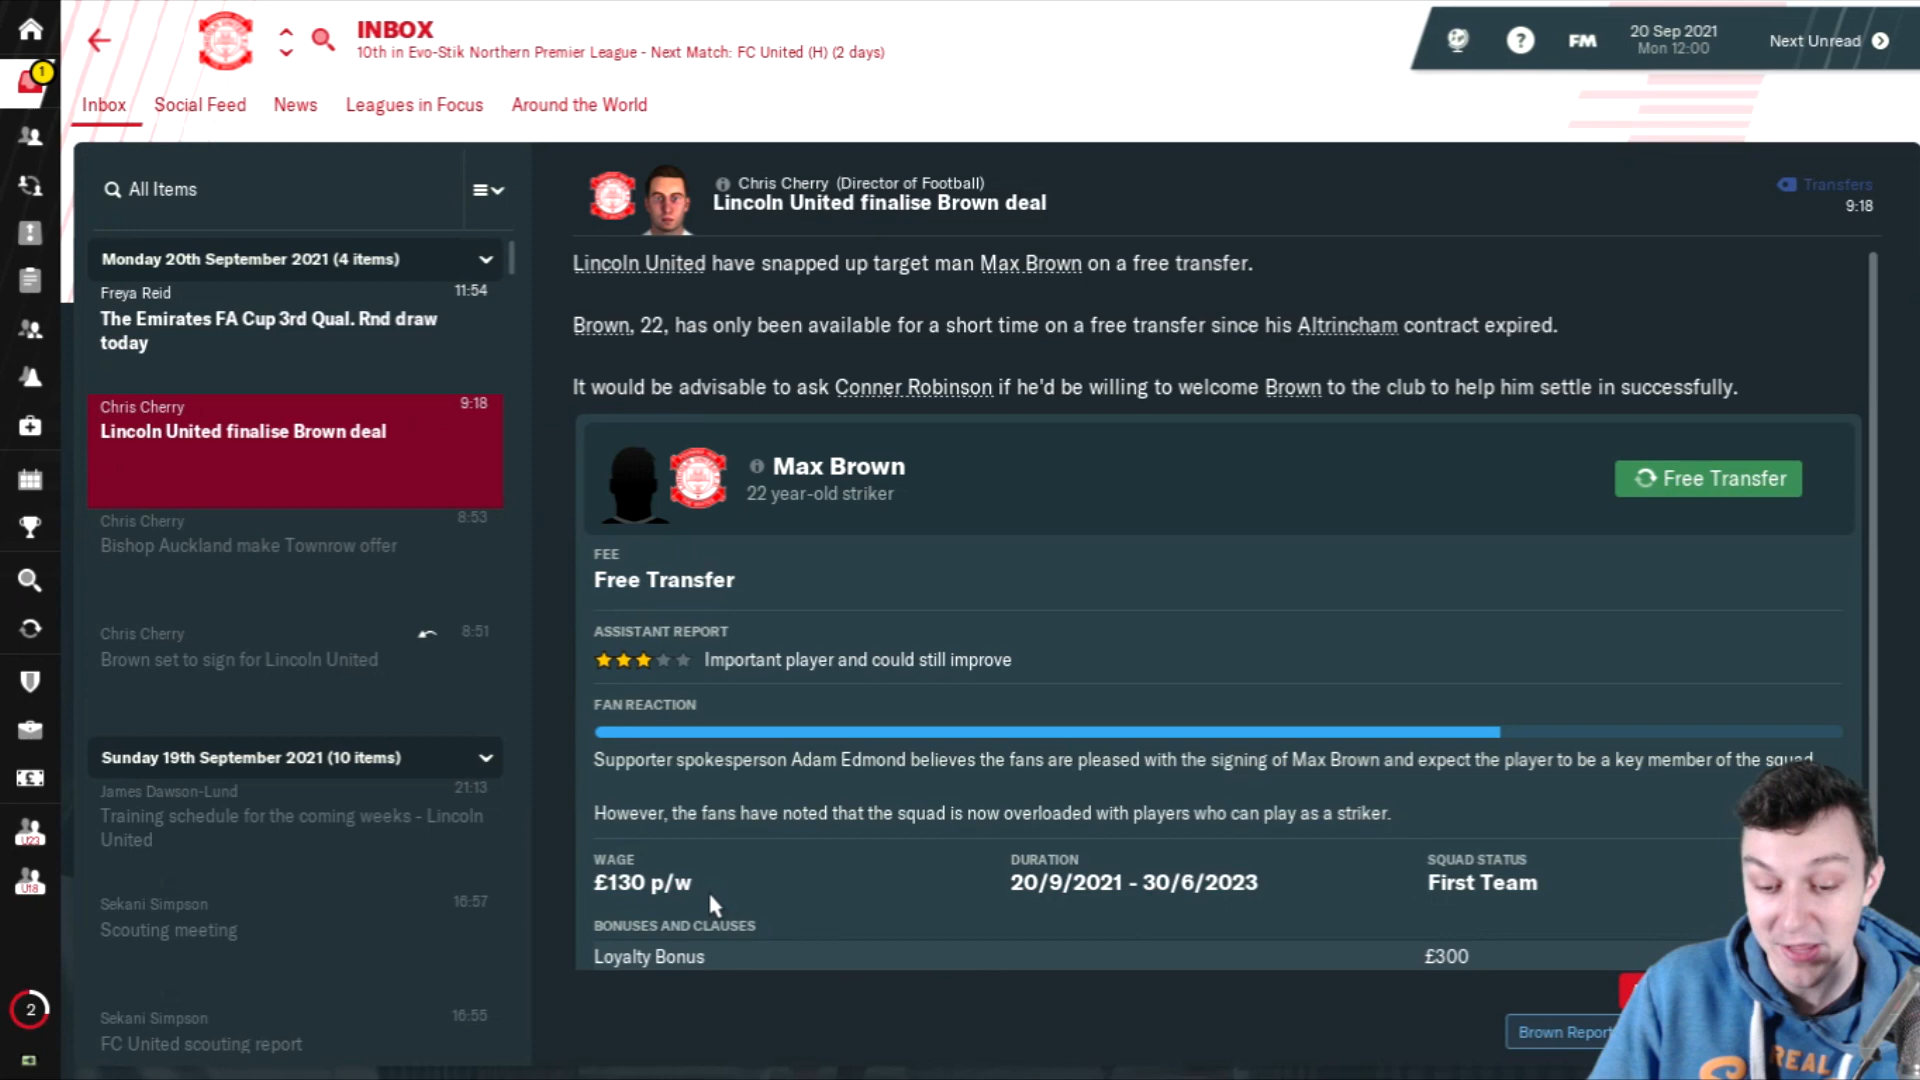 1
INBOX
10th in Evo-Stik Northern Premier League - Next Match: FC United (H) (2 days)
?
FM
20 Sep 2021
Mon 12:00
Next Unread
Inbox
Social Feed
News
Leagues in Focus
Around the World
All Items
Monday 20th September 2021 (4 items)
Freya Reid
11:54
The Emirates FA Cup 3rd Qual. Rnd draw
today
Chris Cherry
9:18
Lincoln United finalise Brown deal
Chris Cherry
8:53
Bishop Auckland make Townrow offer
Chris Cherry
8:51
Brown set to sign for Lincoln United
Sunday 19th September 2021 (10 items)
James Dawson-Lund
21:13
Training schedule for the coming weeks - Lincoln
United
Sekani Simpson
16:57
Scouting meeting
Sekani Simpson
16:55
FC United scouting report
U23
U18
2
Chris Cherry (Director of Football)
Lincoln United finalise Brown deal
Transfers
9:18
Lincoln United have snapped up target man Max Brown on a free transfer.
Brown, 22, has only been available for a short time on a free transfer since his Altrincham contract expired.
It would be advisable to ask Conner Robinson if he'd be willing to welcome Brown to the club to help him settle in successfully.
Max Brown
22 year-old striker
Free Transfer
FEE
Free Transfer
ASSISTANT REPORT
Important player and could still improve
FAN REACTION
Supporter spokesperson Adam Edmond believes the fans are pleased with the signing of Max Brown and expect the player to be a key member of the squad.
However, the fans have noted that the squad is now overloaded with players who can play as a striker.
WAGE
£130 p/w
DURATION
20/9/2021 - 30/6/2023
SQUAD STATUS
First Team
BONUSES AND CLAUSES
Loyalty Bonus
£300
Brown Report
REAL